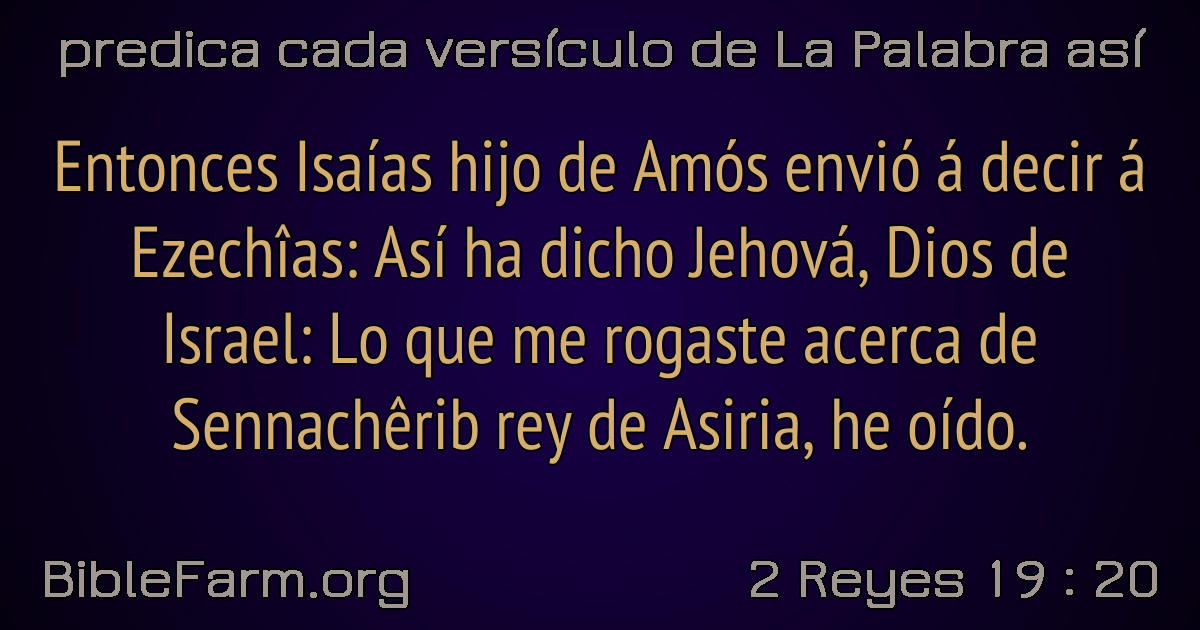 predica cada versículo de La Palabra así
Entonces Isaías hijo de Amós envió á decir á
Ezechîas: Así ha dicho Jehová, Dios de
Israel: Lo que me rogaste acerca de
Sennachêrib rey de Asiria, he oído.
BibleFarm.org
2 Reyes 19 : 20